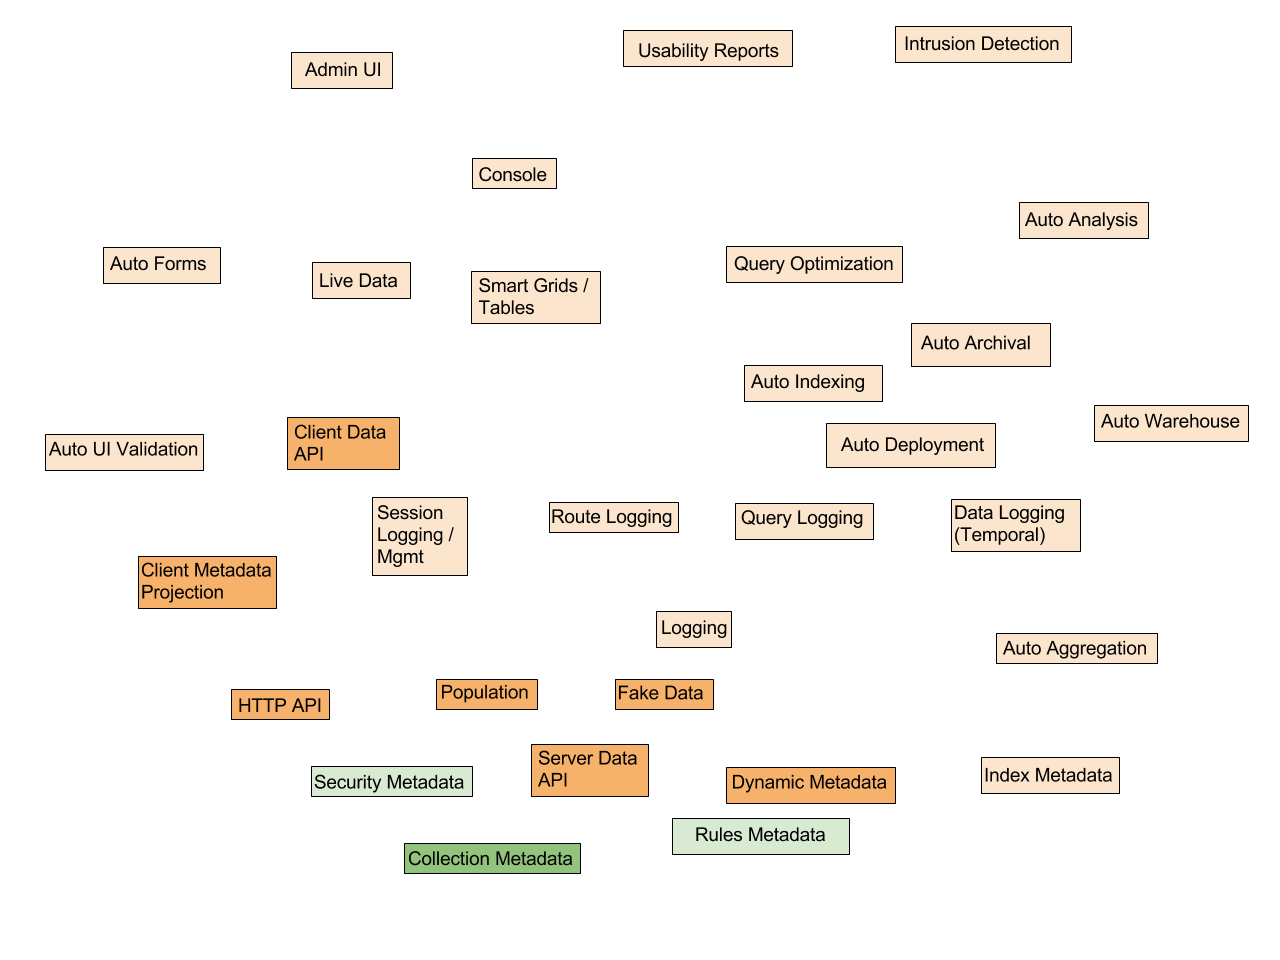 Admin UI
Usability Reports
Intrusion Detection
Console
Auto Analysis
Auto Forms
Live Data
Smart Grids /
Tables
Query Optimization
Auto Archival
Auto Indexing
Auto Warehouse
Auto UI Validation
Client Data
API
Auto Deployment
Session
Logging /
Mgmt
Route Logging
Query Logging
Data Logging
(Temporal)
Client Metadata
Projection
Logging
Auto Aggregation
HTTP API
Population
Fake Data
Security Metadata
Server Data
API
Dynamic Metadata
Index Metadata
Rules Metadata
Collection Metadata